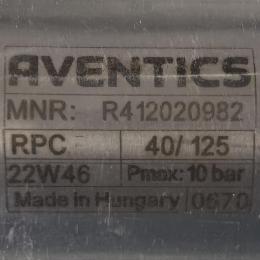 AVENTICS
MNR: R412020982
RPC 40/125
22W46 Pmax: 10 bar
Made in Hungary 0670